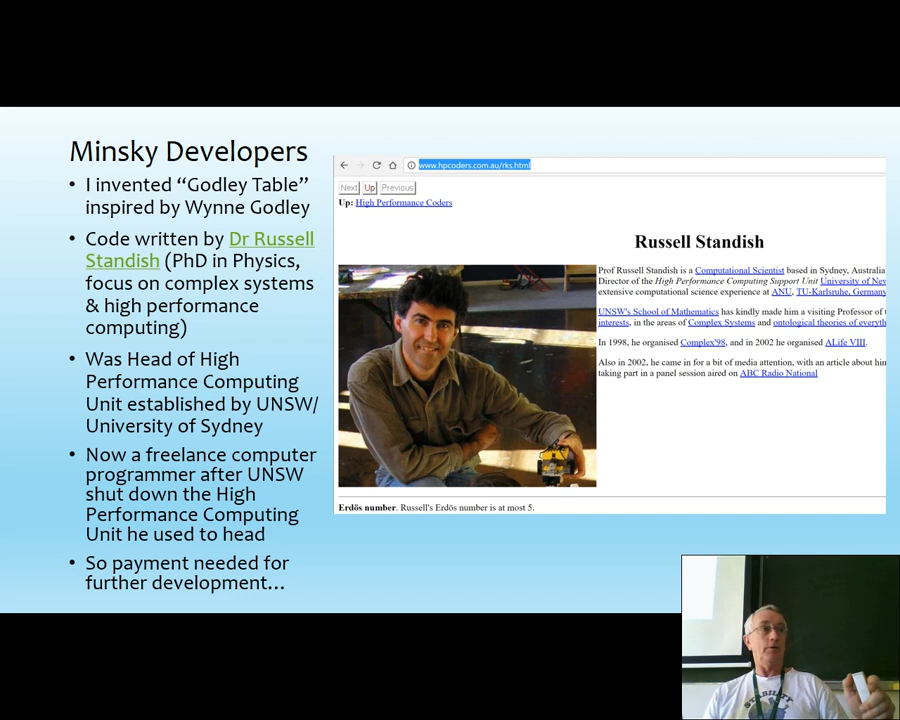 Minsky Developers
• I invented “Godley Table”
inspired by Wynne Godley
• Code written by Dr Russell
Standish (PhD in Physics,
focus on complex systems
& high performance
computing)
• Was Head of High
Performance Computing
Unit established by UNSW/
University of Sydney
• Now a freelance computer
programmer after UNSW
shut down the High
Performance Computing
Unit he used to head
• So payment needed for
further development…
www.hpcoders.com.au/rks.html
Next Up Previous
Up: High Performance Coders
Russell Standish
Prof Russell Standish is a Computational Scientist based in Sydney, Australia
Director of the High Performance Computing Support Unit University of New
extensive computational science experience at ANU, TU-Karlsruhe, Germany
UNSW's School of Mathematics has kindly made him a visiting Professor of
interests, in the areas of Complex Systems and ontological theories of everyth
In 1998, he organised Complex'98, and in 2002 he organised ALife VIII.
Also in 2002, he came in for a bit of media attention, with an article about him
taking part in a panel session aired on ABC Radio National
Erdös number. Russell's Erdös number is at most 5.
STABILITY